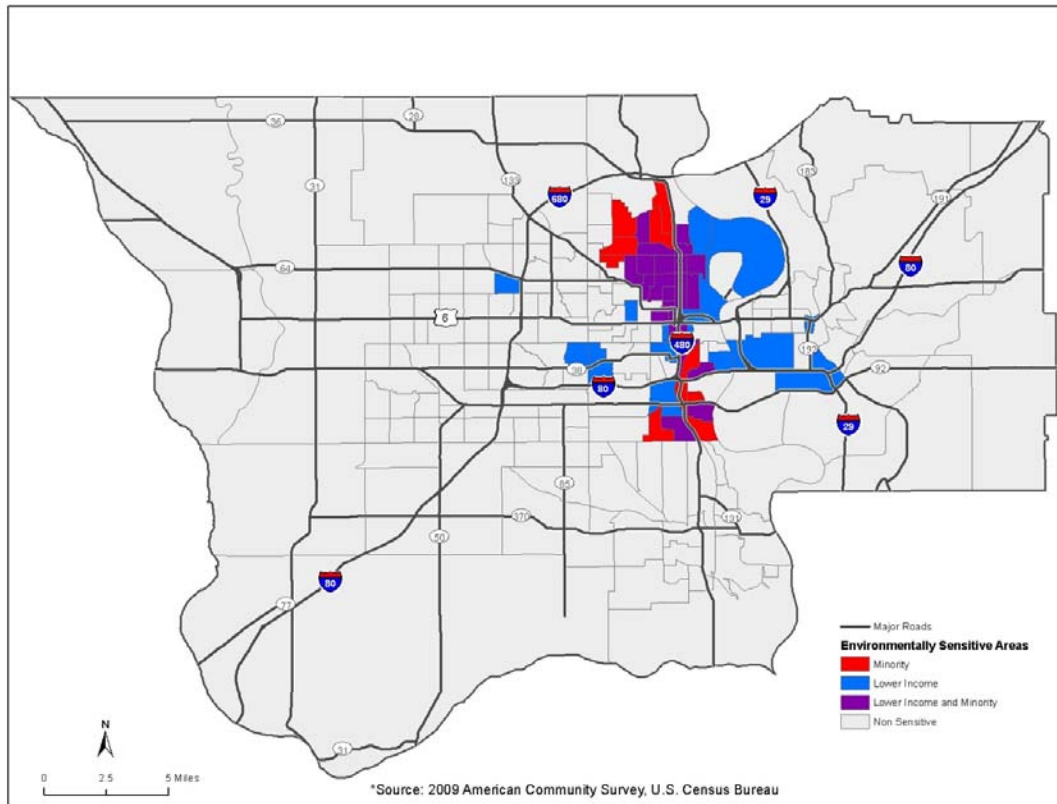 36
28
31
133
680
29
183
191
80
64
6
480
192
38
92
80
29
85
370
131
50
80
77
31
Major Roads
Environmentally Sensitive Areas
Minority
Lower Income
Lower Income and Minority
Non Sensitive
N
0 2.5 5 Miles
*Source: 2009 American Community Survey, U.S. Census Bureau